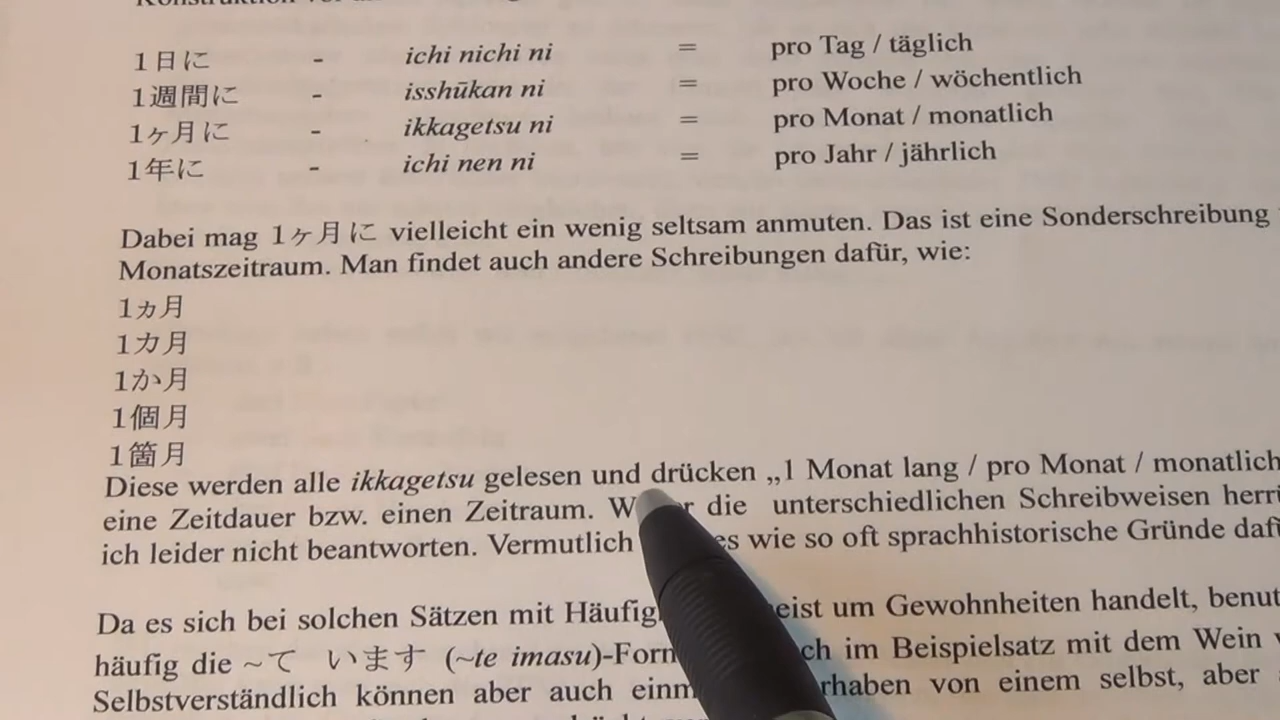 1日に - ichi nichi ni = pro Tag / täglich
1週間に - isshūkan ni = pro Woche / wöchentlich
1ヶ月に - ikkagetsu ni = pro Monat / monatlich
1年に - ichi nen ni = pro Jahr / jährlich
Dabei mag 1ヶ月に vielleicht ein wenig seltsam anmuten. Das ist eine Sonderschreibung
Monatszeitraum. Man findet auch andere Schreibungen dafür, wie:
1ヵ月
1カ月
1か月
1個月
1箇月
Diese werden alle ikkagetsu gelesen und drücken „1 Monat lang / pro Monat / monatlich
eine Zeitdauer bzw. einen Zeitraum. die unterschiedlichen Schreibweisen
ich leider nicht beantworten. Vermutlich es wie so oft sprachhistorische Gründe
Da es sich bei solchen Sätzen mit um Gewohnheiten handelt,
häufig die ~て います (~te imasu)- im Beispielsatz mit dem Wein
Selbstverständlich können aber auch von einem selbst, aber